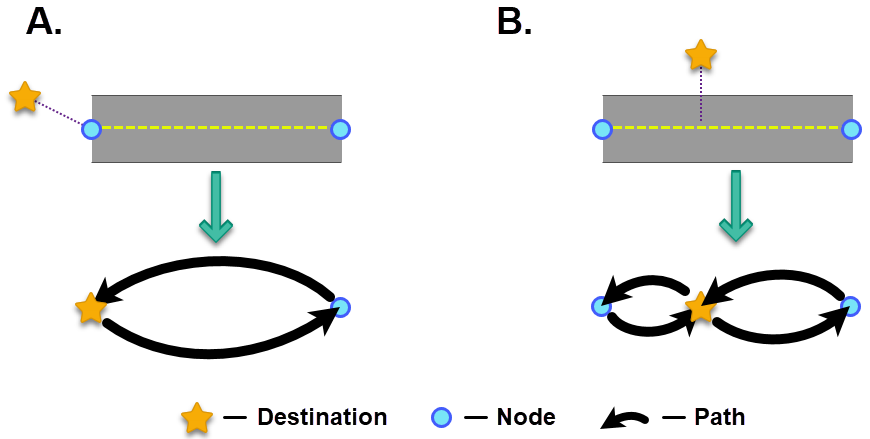 A.
B.
— Destination
— Node
— Path